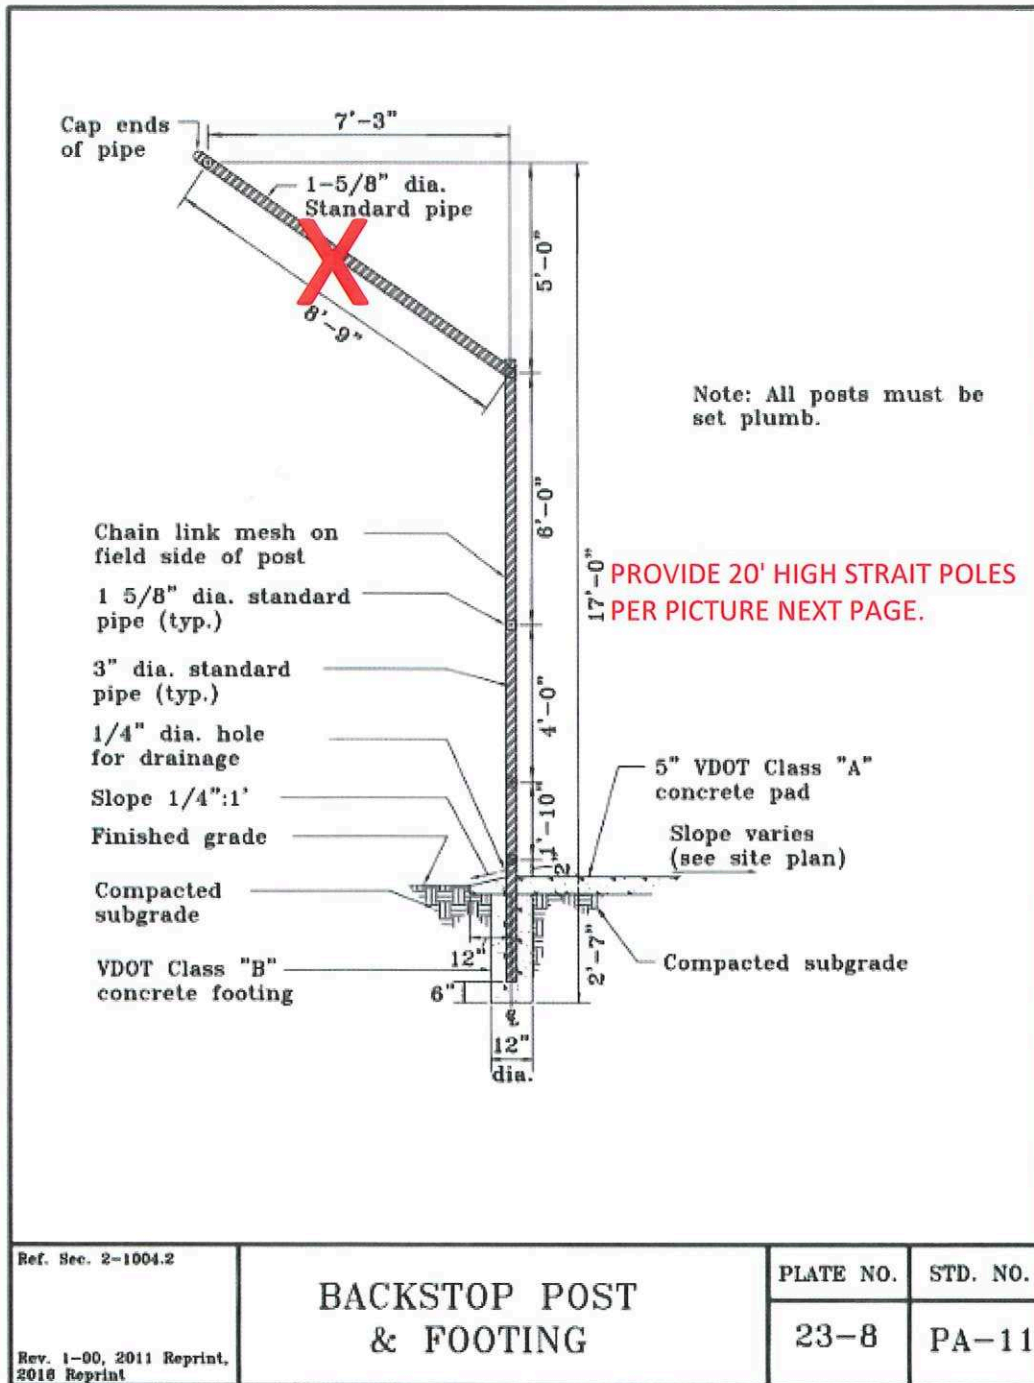 Cap ends
of pipe
7'-3"
1-5/8" dia.
Standard pipe
X
8'-9"
5'-0"
Note: All posts must be
set plumb.
6'-0"
17'-0"
PROVIDE 20' HIGH STRAIT POLES
PER PICTURE NEXT PAGE.
Chain link mesh on
field side of post
1 5/8" dia. standard
pipe (typ.)
3" dia. standard
pipe (typ.)
4'-0"
1/4" dia. hole
for drainage
5" VDOT Class "A"
concrete pad
Slope 1/4":1'
1'-10"
Finished grade
Slope varies
(see site plan)
2"
Compacted
subgrade
12"
2'-7"
Compacted subgrade
VDOT Class "B"
concrete footing
6"
12"
dia.
Ref. Sec. 2-1004.2
Rev. 1-00, 2011 Reprint,
2018 Reprint
BACKSTOP POST
& FOOTING
PLATE NO.
23-8
STD. NO.
PA-11